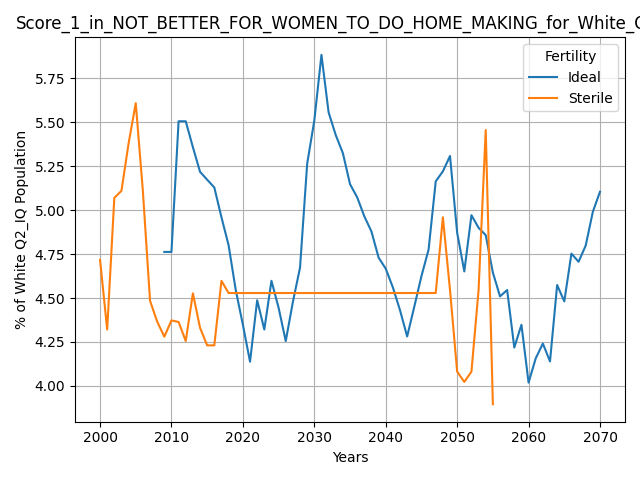 Score_1_in_NOT_BETTER_FOR_WOMEN_TO_DO_HOME_MAKING_for_White_
Fertility
Ideal
Sterile
5.75
5.50
5.25
5.00
4.75
4.50
4.25
4.00
% of White Q2_IQ Population
2000
2010
2020
2030
2040
2050
2060
2070
Years